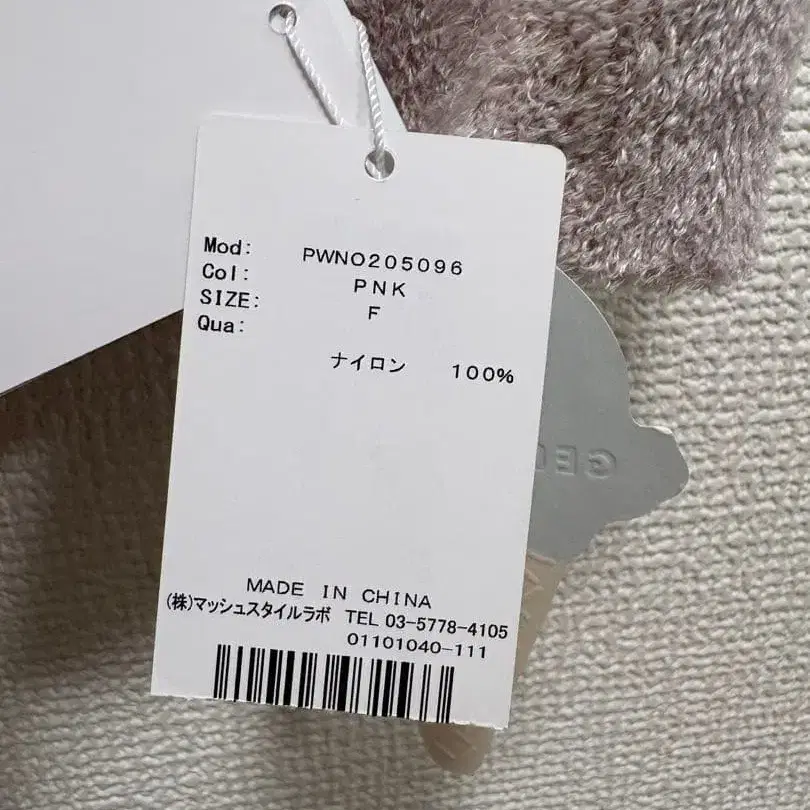 Mod: PWNO205096
Col: PNK
SIZE: F
Qua:
ナイロン 100%
MADE IN CHINA
(株)マッシュスタイルラボ TEL 03-5778-4105
01101040-111